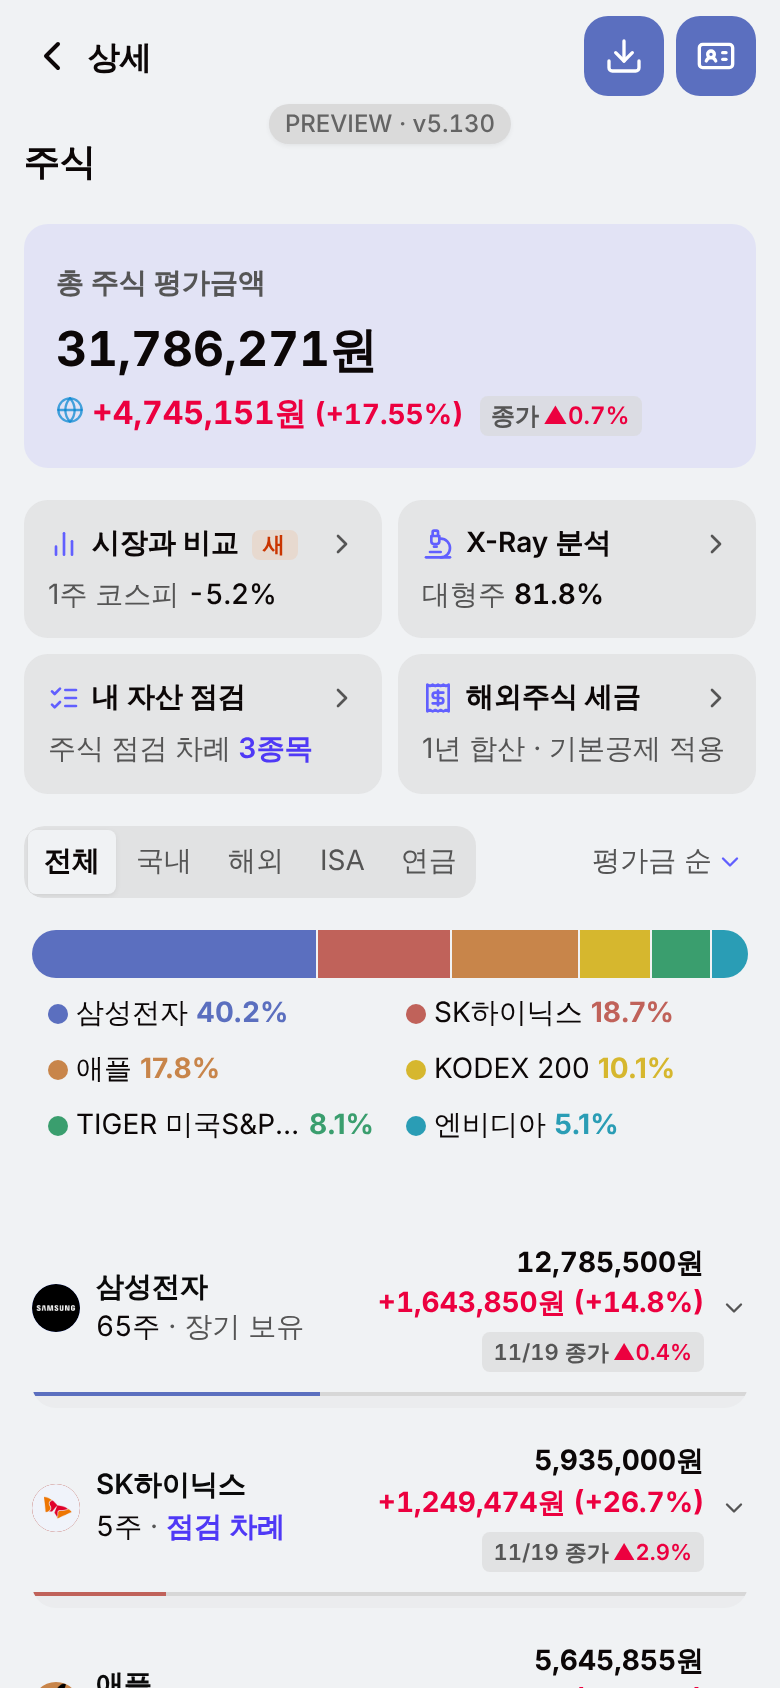 상세
PREVIEW · v5.130
주식
총 주식 평가금액
31,786,271원
+4,745,151원 (+17.55%) 종가 ▲0.7%
시장과 비교 새
1주 코스피 -5.2%
X-Ray 분석
대형주 81.8%
내 자산 점검
주식 점검 차례 3종목
해외주식 세금
1년 합산 · 기본공제 적용
전체 국내 해외 ISA 연금
평가금 순
삼성전자 40.2%
SK하이닉스 18.7%
애플 17.8%
KODEX 200 10.1%
TIGER 미국S&P... 8.1%
엔비디아 5.1%
SAMSUNG
삼성전자
65주 · 장기 보유
12,785,500원
+1,643,850원 (+14.8%)
11/19 종가 ▲0.4%
SK하이닉스
5주 · 점검 차례
5,935,000원
+1,249,474원 (+26.7%)
11/19 종가 ▲2.9%
애플
5,645,855원